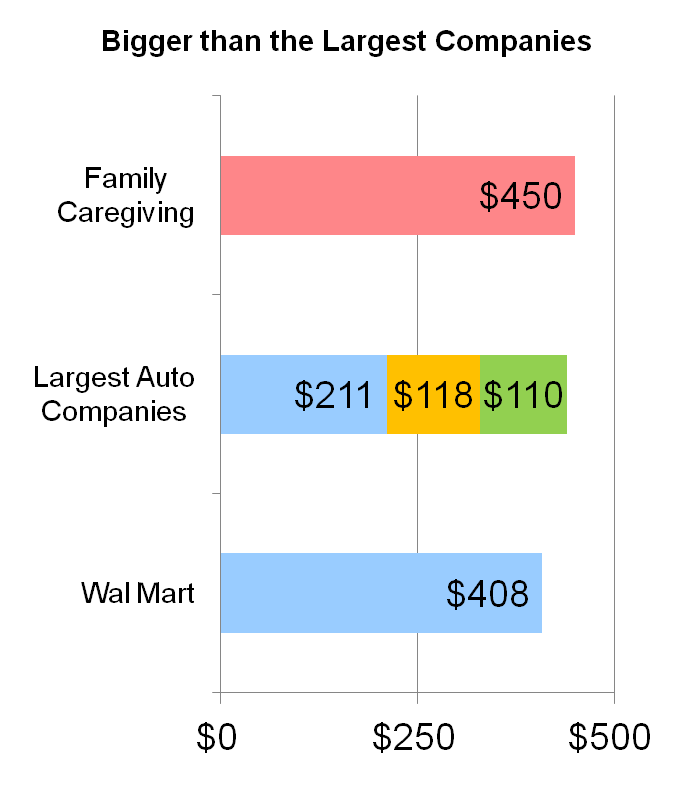 Bigger than the Largest Companies
Family
Caregiving
$450
Largest Auto
Companies
$211 $118 $110
Wal Mart
$408
$0 $250 $500